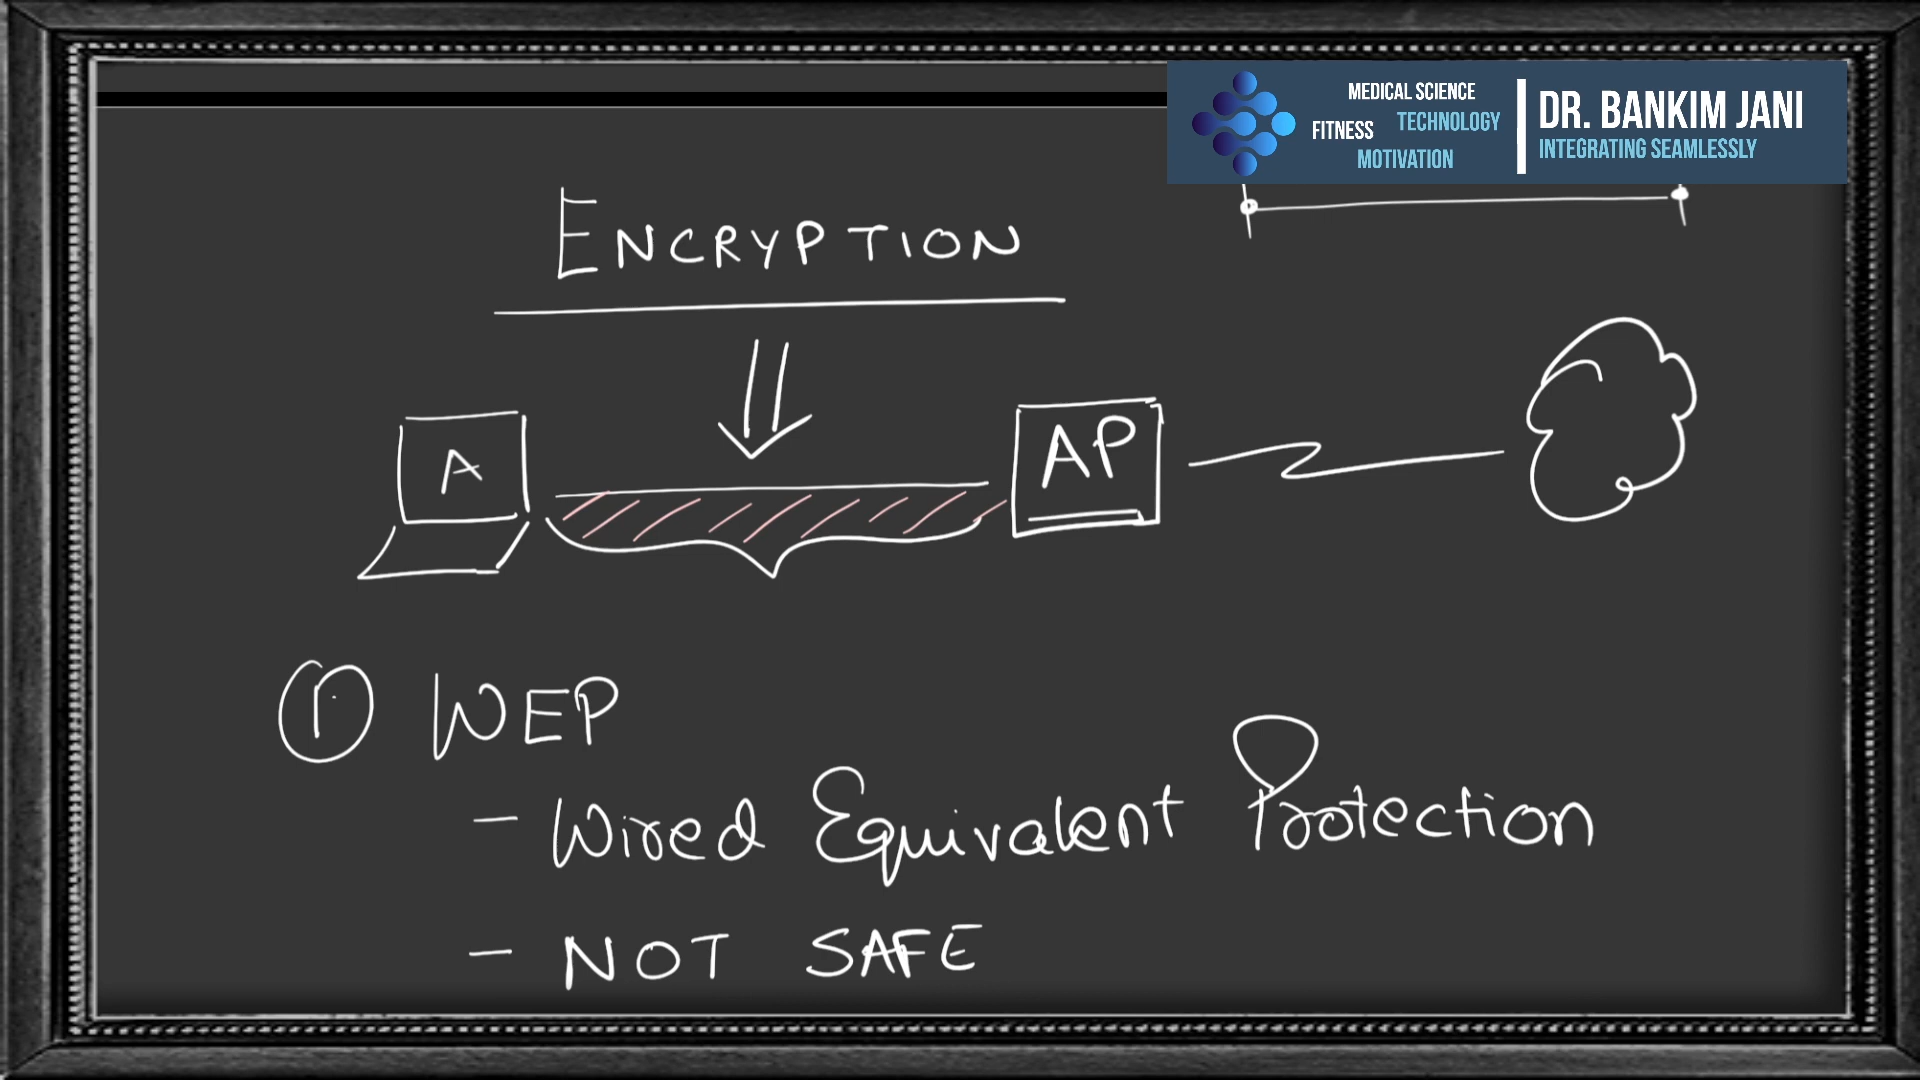 MEDICAL SCIENCE
FITNESS TECHNOLOGY
MOTIVATION
DR. BANKIM JANI
INTEGRATING SEAMLESSLY
ENCRYPTION
A
AP
① WEP
- Wired Equivalent Protection
- NOT SAFE